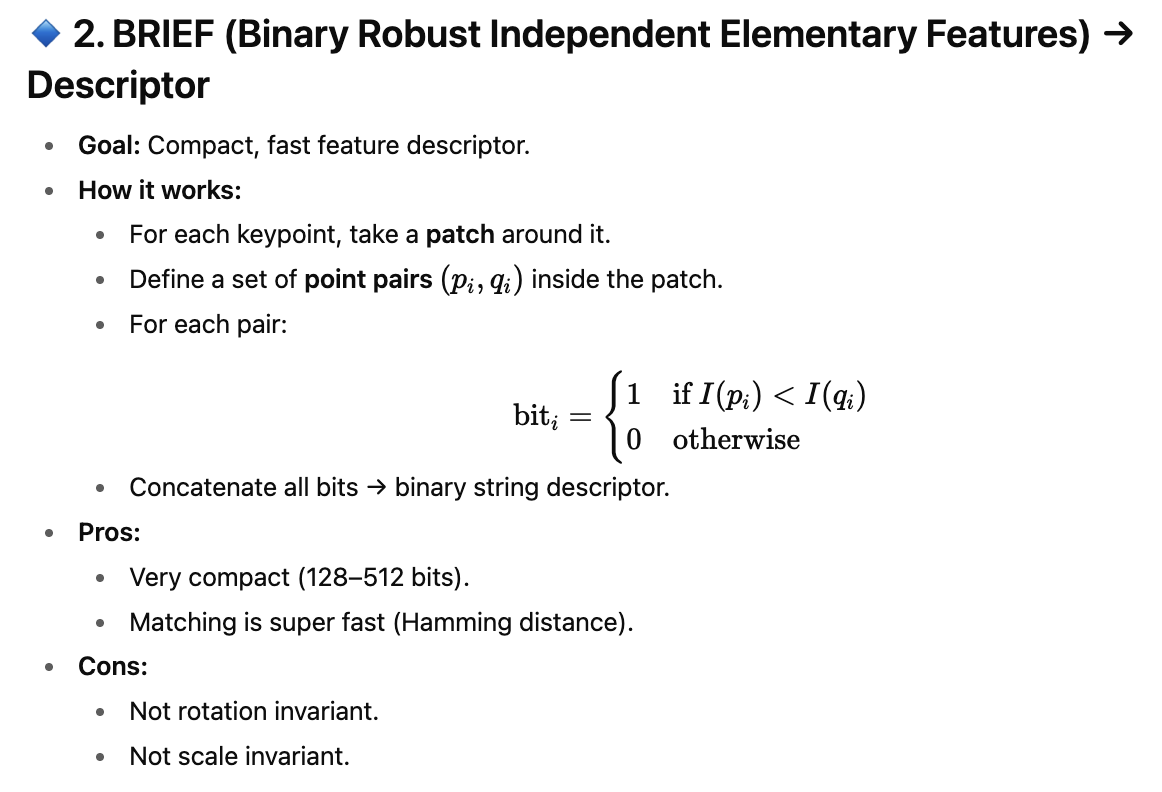 🔷 2. BRIEF (Binary Robust Independent Elementary Features) →
Descriptor
• Goal: Compact, fast feature descriptor.
• How it works:
• For each keypoint, take a patch around it.
• Define a set of point pairs (pᵢ, qᵢ) inside the patch.
• For each pair:
bitᵢ = { 1 if I(pᵢ) < I(qᵢ)
0 otherwise
• Concatenate all bits → binary string descriptor.
• Pros:
• Very compact (128–512 bits).
• Matching is super fast (Hamming distance).
• Cons:
• Not rotation invariant.
• Not scale invariant.